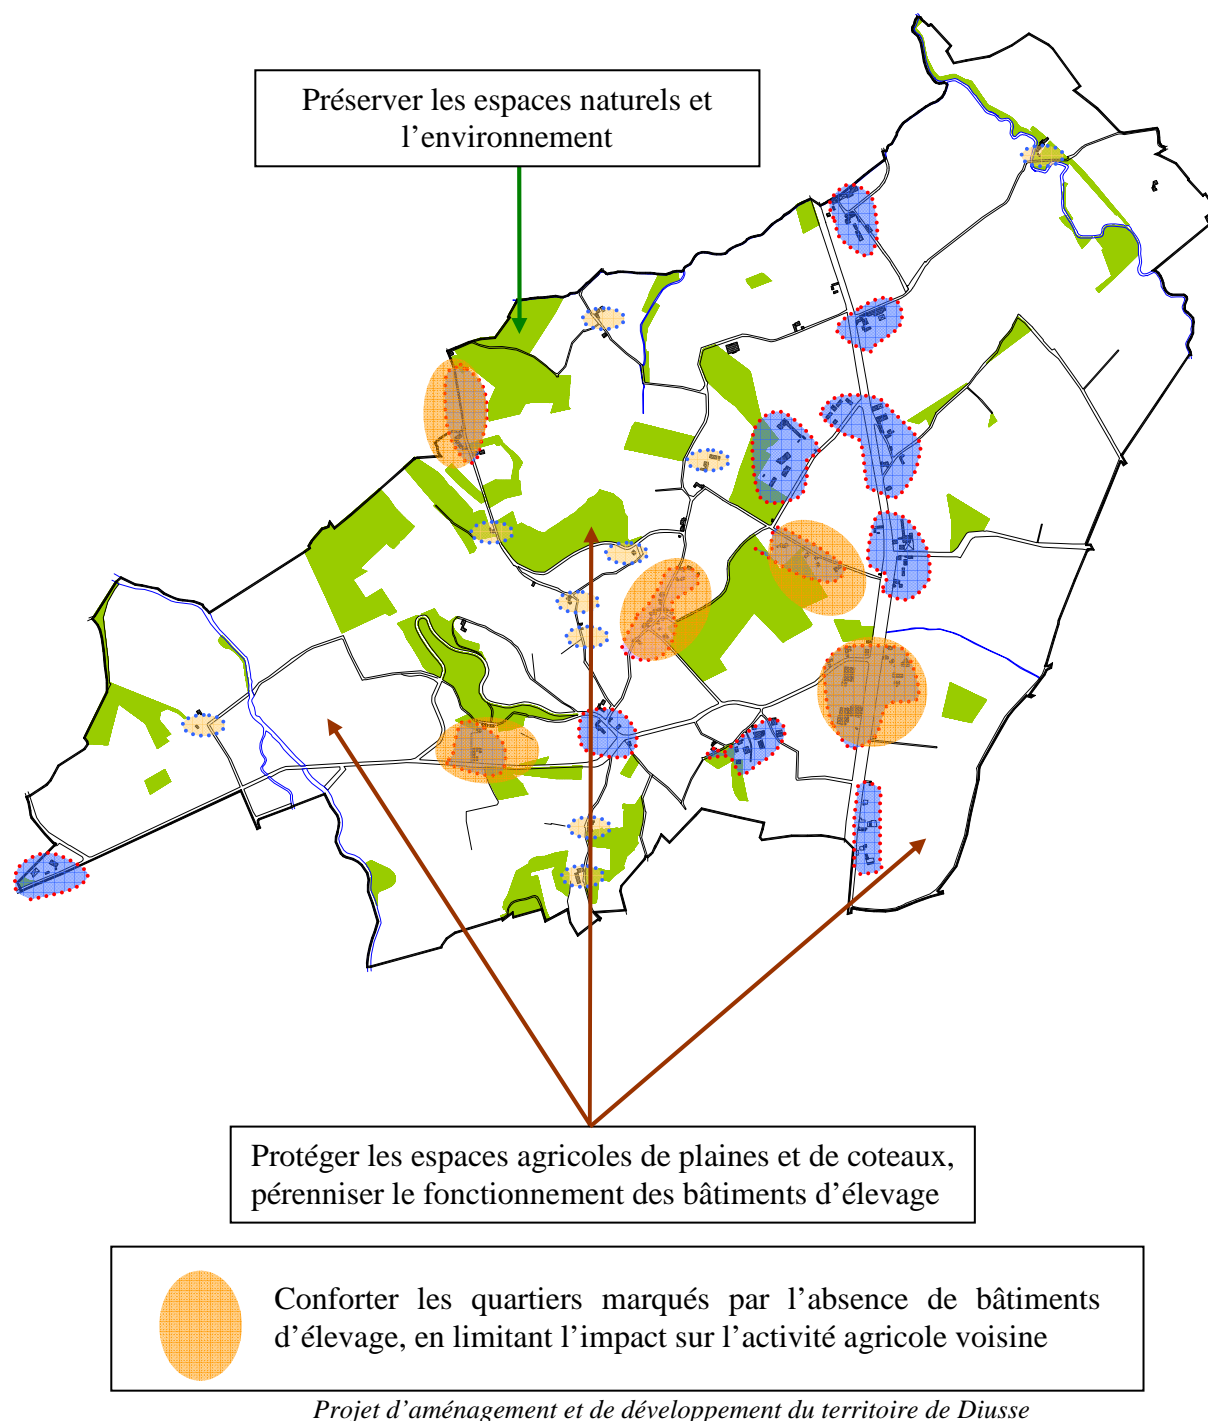 Préserver les espaces naturels et
l’environnement
Protéger les espaces agricoles de plaines et de coteaux,
pérenniser le fonctionnement des bâtiments d’élevage
Conforter les quartiers marqués par l’absence de bâtiments
d’élevage, en limitant l’impact sur l’activité agricole voisine
Projet d’aménagement et de développement du territoire de Diusse